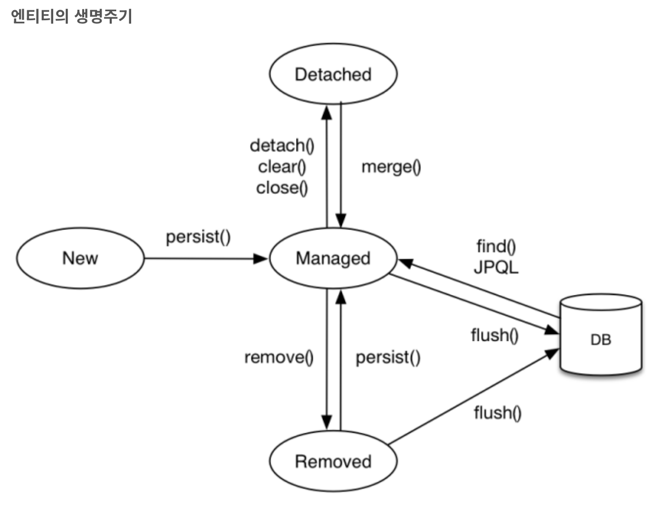 엔티티의 생명주기
Detached
detach()
clear()
close()
merge()
New
persist()
Managed
find()
JPQL
flush()
DB
remove()
persist()
flush()
Removed